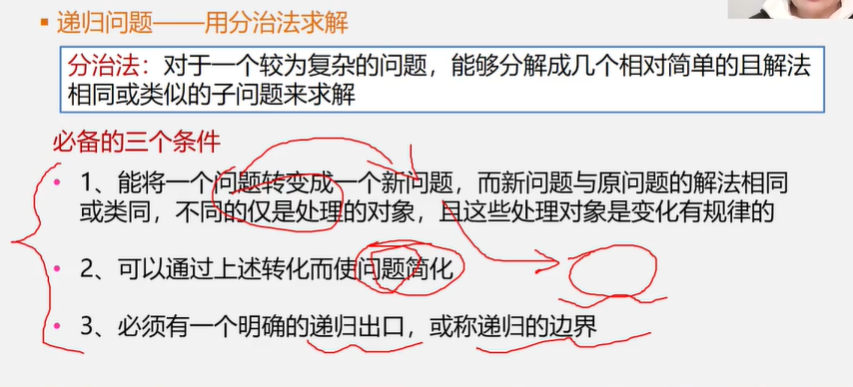 递归问题——用分治法求解
分治法：对于一个较为复杂的问题，能够分解成几个相对简单的且解法
相同或类似的子问题来求解
必备的三个条件
• 1、能将一个问题转变成一个新问题，而新问题与原问题的解法相同
或类同，不同的仅是处理的对象，且这些处理对象是变化有规律的
• 2、可以通过上述转化而使问题简化
• 3、必须有一个明确的递归出口，或称递归的边界